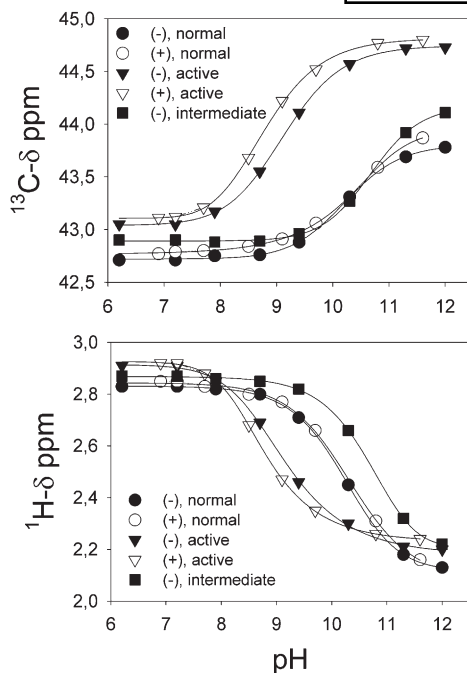 45,0
44,5
44,0
43,5
43,0
42,5
¹³C-δ ppm
(-), normal
(+), normal
(-), active
(+), active
(-), intermediate
6 7 8 9 10 11 12
3,0
2,8
2,6
2,4
2,2
2,0
¹H-δ ppm
(-), normal
(+), normal
(-), active
(+), active
(-), intermediate
6 7 8 9 10 11 12
pH